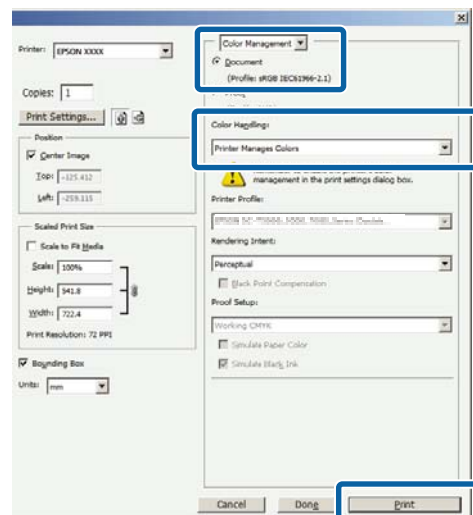 Printer: EPSON XXXX
Copies: 1
Print Settings...
Position
Center Image
Top: -125.412
Left: -259.115
Scaled Print Size
Scale to Fit Media
Scale: 100%
Height: 541.8
Width: 722.4
Print Resolution: 72 PPI
Bounding Box
Units: mm
Color Management
Document
(Profile: sRGB IEC61966-2.1)
Color Handling:
Printer Manages Colors
management in the print settings dialog box.
Printer Profile:
Rendering Intent:
Perceptual
Black Point Compensation
Proof Setup:
Working CMYK
Simulate Paper Color
Simulate Black Ink
Cancel
Done
Print